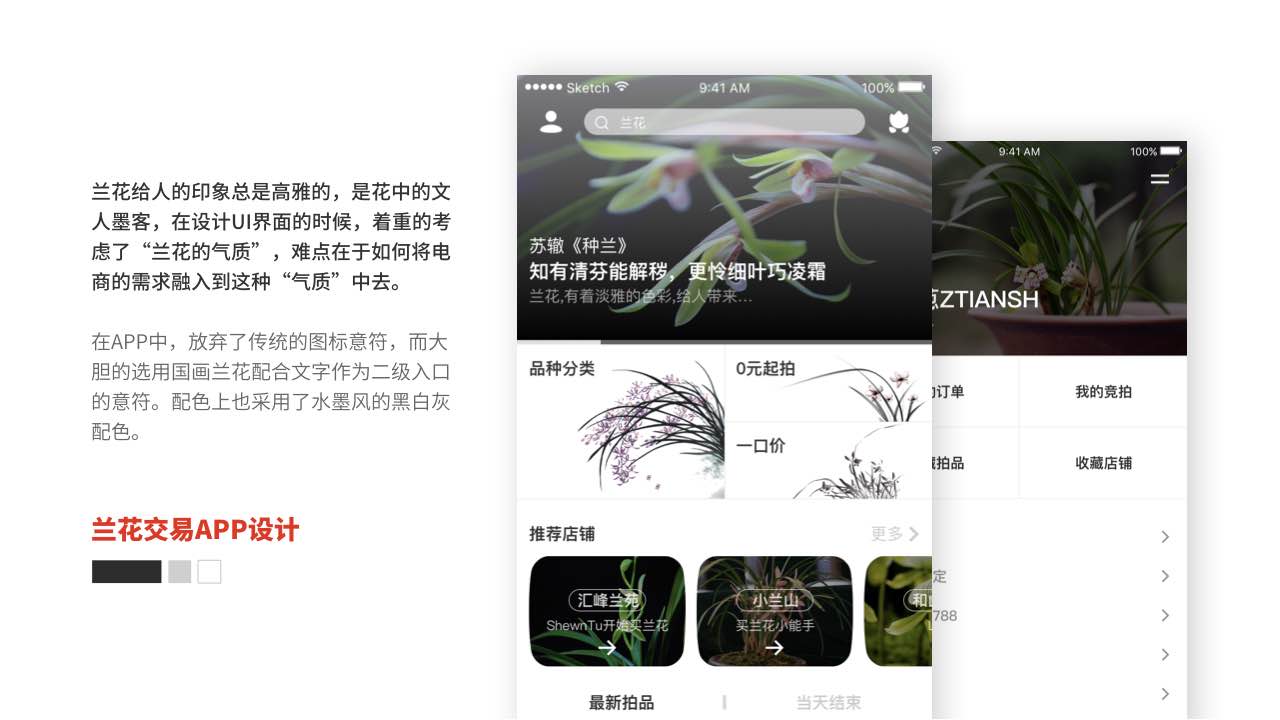 兰花给人的印象总是高雅的，是花中的文
人墨客，在设计UI界面的时候，着重的考
虑了“兰花的气质”，难点在于如何将电
商的需求融入到这种“气质”中去。
在APP中，放弃了传统的图标意符，而大
胆的选用国画兰花配合文字作为二级入口
的意符。配色上也采用了水墨风的黑白灰
配色。
兰花交易APP设计
Sketch 9:41 AM 100%
兰花
苏辙《种兰》
知有清芬能解秽，更怜细叶巧凌霜
兰花,有着淡雅的色彩,给人带来...
品种分类
0元起拍
一口价
推荐店铺 更多
汇峰兰苑
ShewnTu开始买兰花
小兰山
买兰花小能手
和
最新拍品 当天结束
9:41 AM 100%
ZTIANSH
订单 我的竞拍
拍品 收藏店铺
定
788